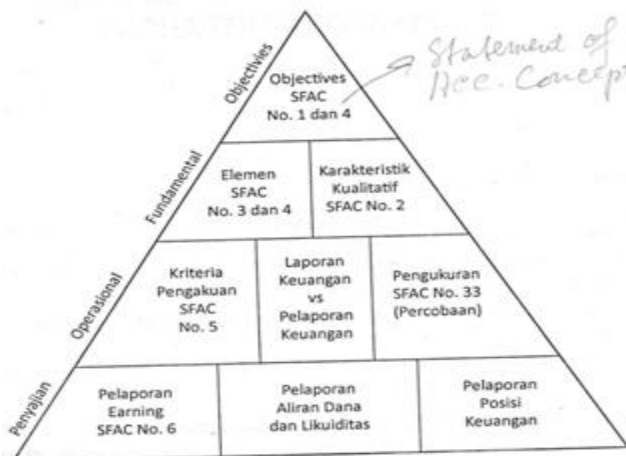 Objectivies
Objectives
SFAC
No. 1 dan 4
Statement of
Acc. Concept
Fundamental
Elemen
SFAC
No. 3 dan 4
Karakteristik
Kualitatif
SFAC No. 2
Operasional
Kriteria
Pengakuan
SFAC
No. 5
Laporan
Keuangan
vs
Pelaporan
Keuangan
Pengukuran
SFAC No. 33
(Percobaan)
Penyajian
Pelaporan
Earning
SFAC No. 6
Pelaporan
Aliran Dana
dan Likuiditas
Pelaporan
Posisi
Keuangan